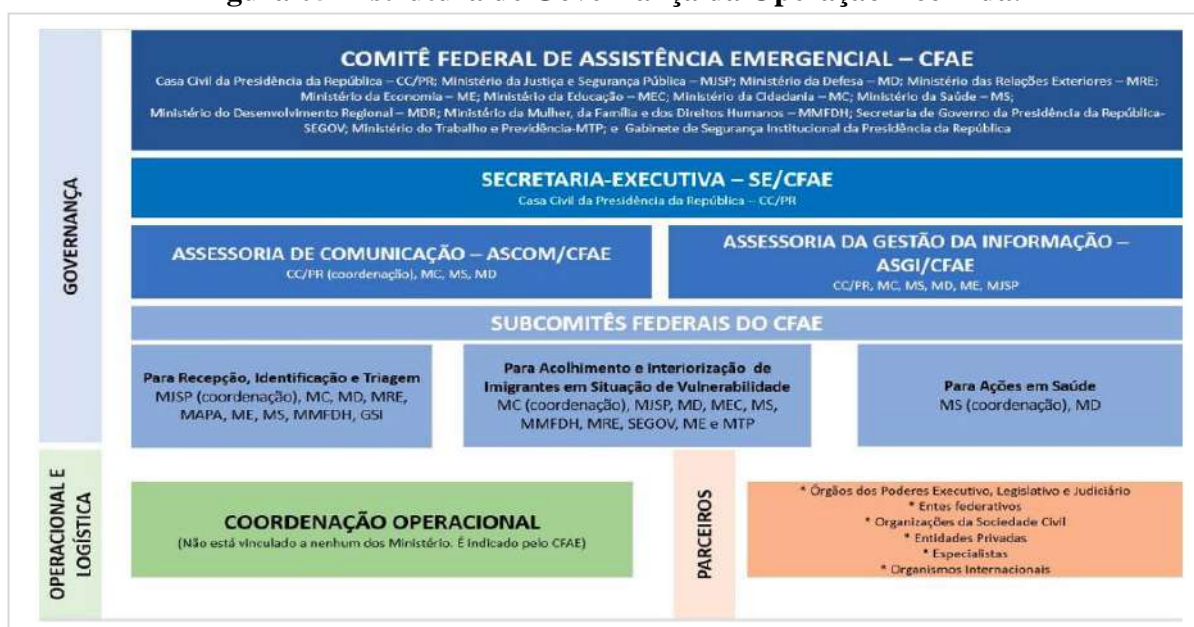 COMITÊ FEDERAL DE ASSISTÊNCIA EMERGENCIAL – CFAE
Casa Civil da Presidência da República – CC/PR; Ministério da Justiça e Segurança Pública – MJSP; Ministério da Defesa – MD; Ministério das Relações Exteriores – MRE;
Ministério da Economia – ME; Ministério da Educação – MEC; Ministério da Cidadania – MC; Ministério da Saúde – MS;
Ministério do Desenvolvimento Regional – MDR; Ministério da Mulher, da Família e dos Direitos Humanos – MMFDH; Secretaria de Governo da Presidência da República-
SEGOV; Ministério do Trabalho e Previdência-MTP; e Gabinete de Segurança Institucional da Presidência da República
GOVERNANÇA
SECRETARIA-EXECUTIVA – SE/CFAE
Casa Civil da Presidência da República – CC/PR
ASSESSORIA DE COMUNICAÇÃO – ASCOM/CFAE
CC/PR (coordenação), MC, MS, MD
ASSESSORIA DA GESTÃO DA INFORMAÇÃO –
ASGI/CFAE
CC/PR, MC, MS, MD, ME, MJSP
SUBCOMITÊS FEDERAIS DO CFAE
Para Recepção, Identificação e Triagem
MJSP (coordenação), MC, MD, MRE,
MAPA, ME, MS, MMFDH, GSI
Para Acolhimento e Interiorização de
Imigrantes em Situação de Vulnerabilidade
MC (coordenação), MJSP, MD, MEC, MS,
MMFDH, MRE, SEGOV, ME e MTP
Para Ações em Saúde
MS (coordenação), MD
OPERACIONAL E
LOGÍSTICA
COORDENAÇÃO OPERACIONAL
(Não está vinculado a nenhum dos Ministério. É indicado pelo CFAE)
PARCEIROS
* Órgãos dos Poderes Executivo, Legislativo e Judiciário
* Entes federativos
* Organizações da Sociedade Civil
* Entidades Privadas
* Especialistas
* Organismos Internacionais